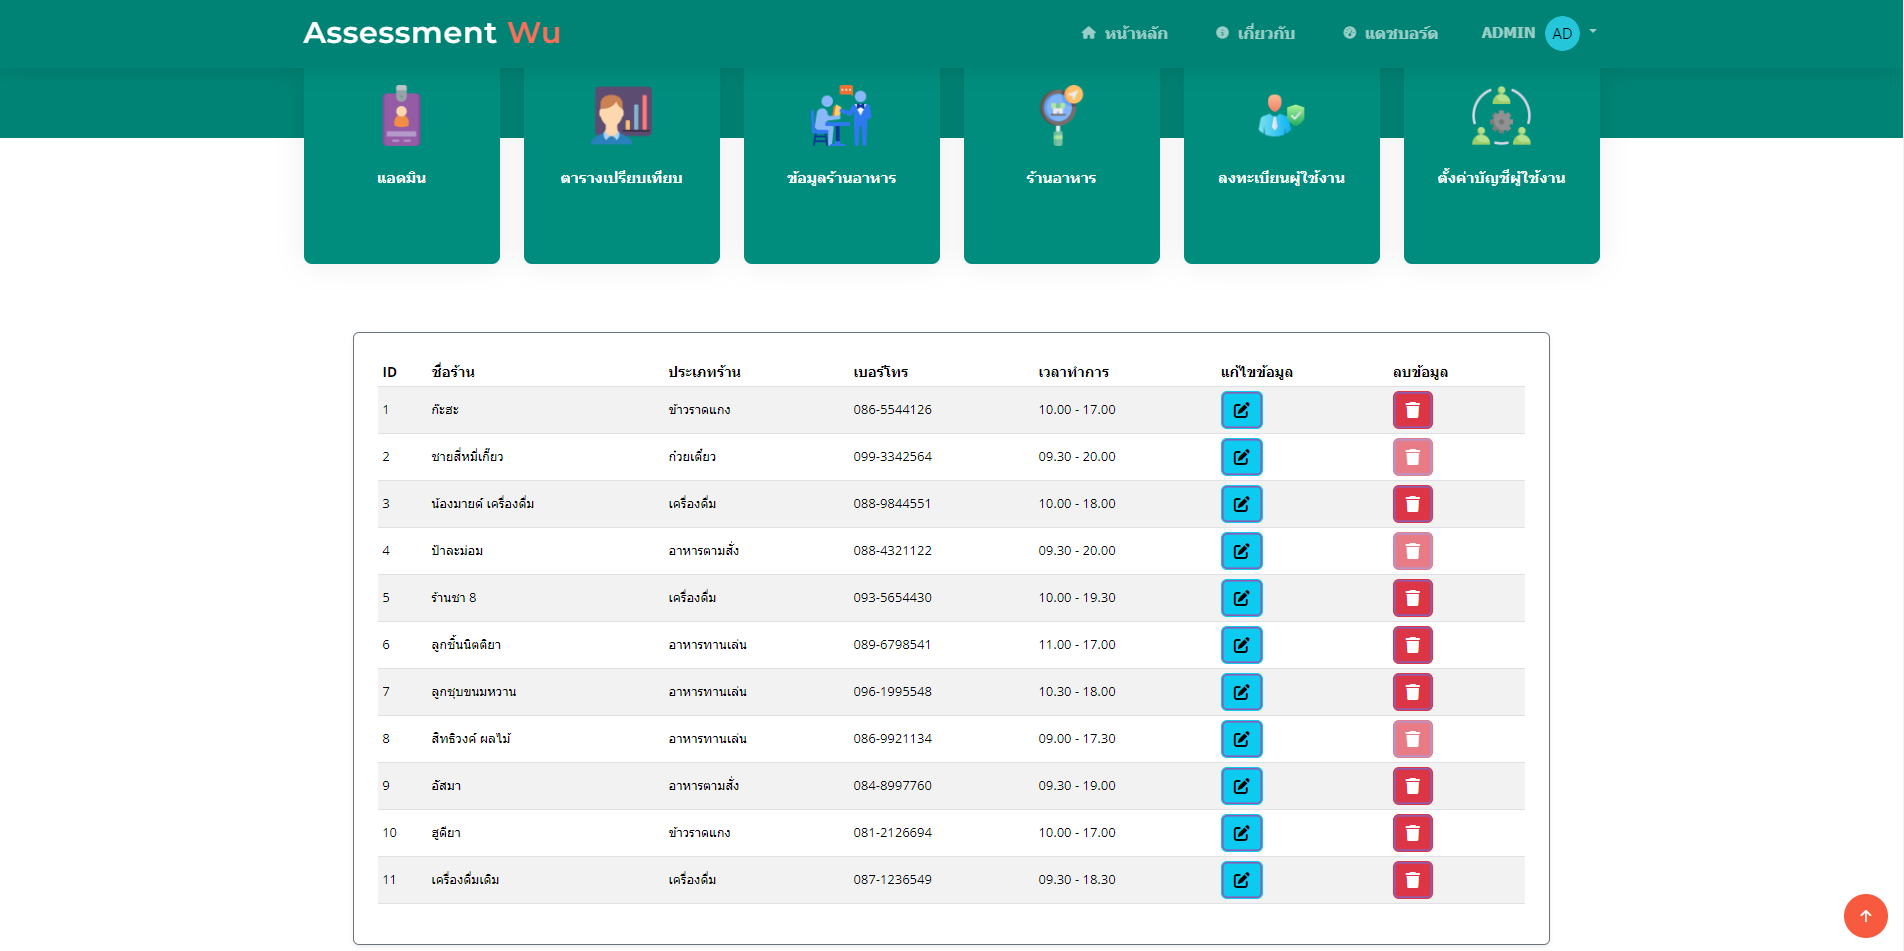 Assessment Wu
หน้าหลัก เกี่ยวกับ แดชบอร์ด ADMIN AD
แอดมิน ตารางเปรียบเทียบ ข้อมูลร้านอาหาร ร้านอาหาร ลงทะเบียนผู้ใช้งาน ตั้งค่าบัญชีผู้ใช้งาน
ID ชื่อร้าน ประเภทร้าน เบอร์โทร เวลาทำการ แก้ไขข้อมูล ลบข้อมูล
1 ก๊ะฮะ ข้าวราดแกง 086-5544126 10.00 - 17.00
2 ชายสี่หมี่เกี๊ยว ก๋วยเตี๋ยว 099-3342564 09.30 - 20.00
3 น้องมายด์ เครื่องดื่ม เครื่องดื่ม 088-9844551 10.00 - 18.00
4 ป้าละม่อม อาหารตามสั่ง 088-4321122 09.30 - 20.00
5 ร้านชา 8 เครื่องดื่ม 093-5654430 10.00 - 19.30
6 ลูกชิ้นนิตติยา อาหารทานเล่น 089-6798541 11.00 - 17.00
7 ลูกชุบขนมหวาน อาหารทานเล่น 096-1995548 10.30 - 18.00
8 สิทธิวงค์ ผลไม้ อาหารทานเล่น 086-9921134 09.00 - 17.30
9 อัสมา อาหารตามสั่ง 084-8997760 09.30 - 19.00
10 ฮูดียา ข้าวราดแกง 081-2126694 10.00 - 17.00
11 เครื่องดื่มเดิม เครื่องดื่ม 087-1236549 09.30 - 18.30